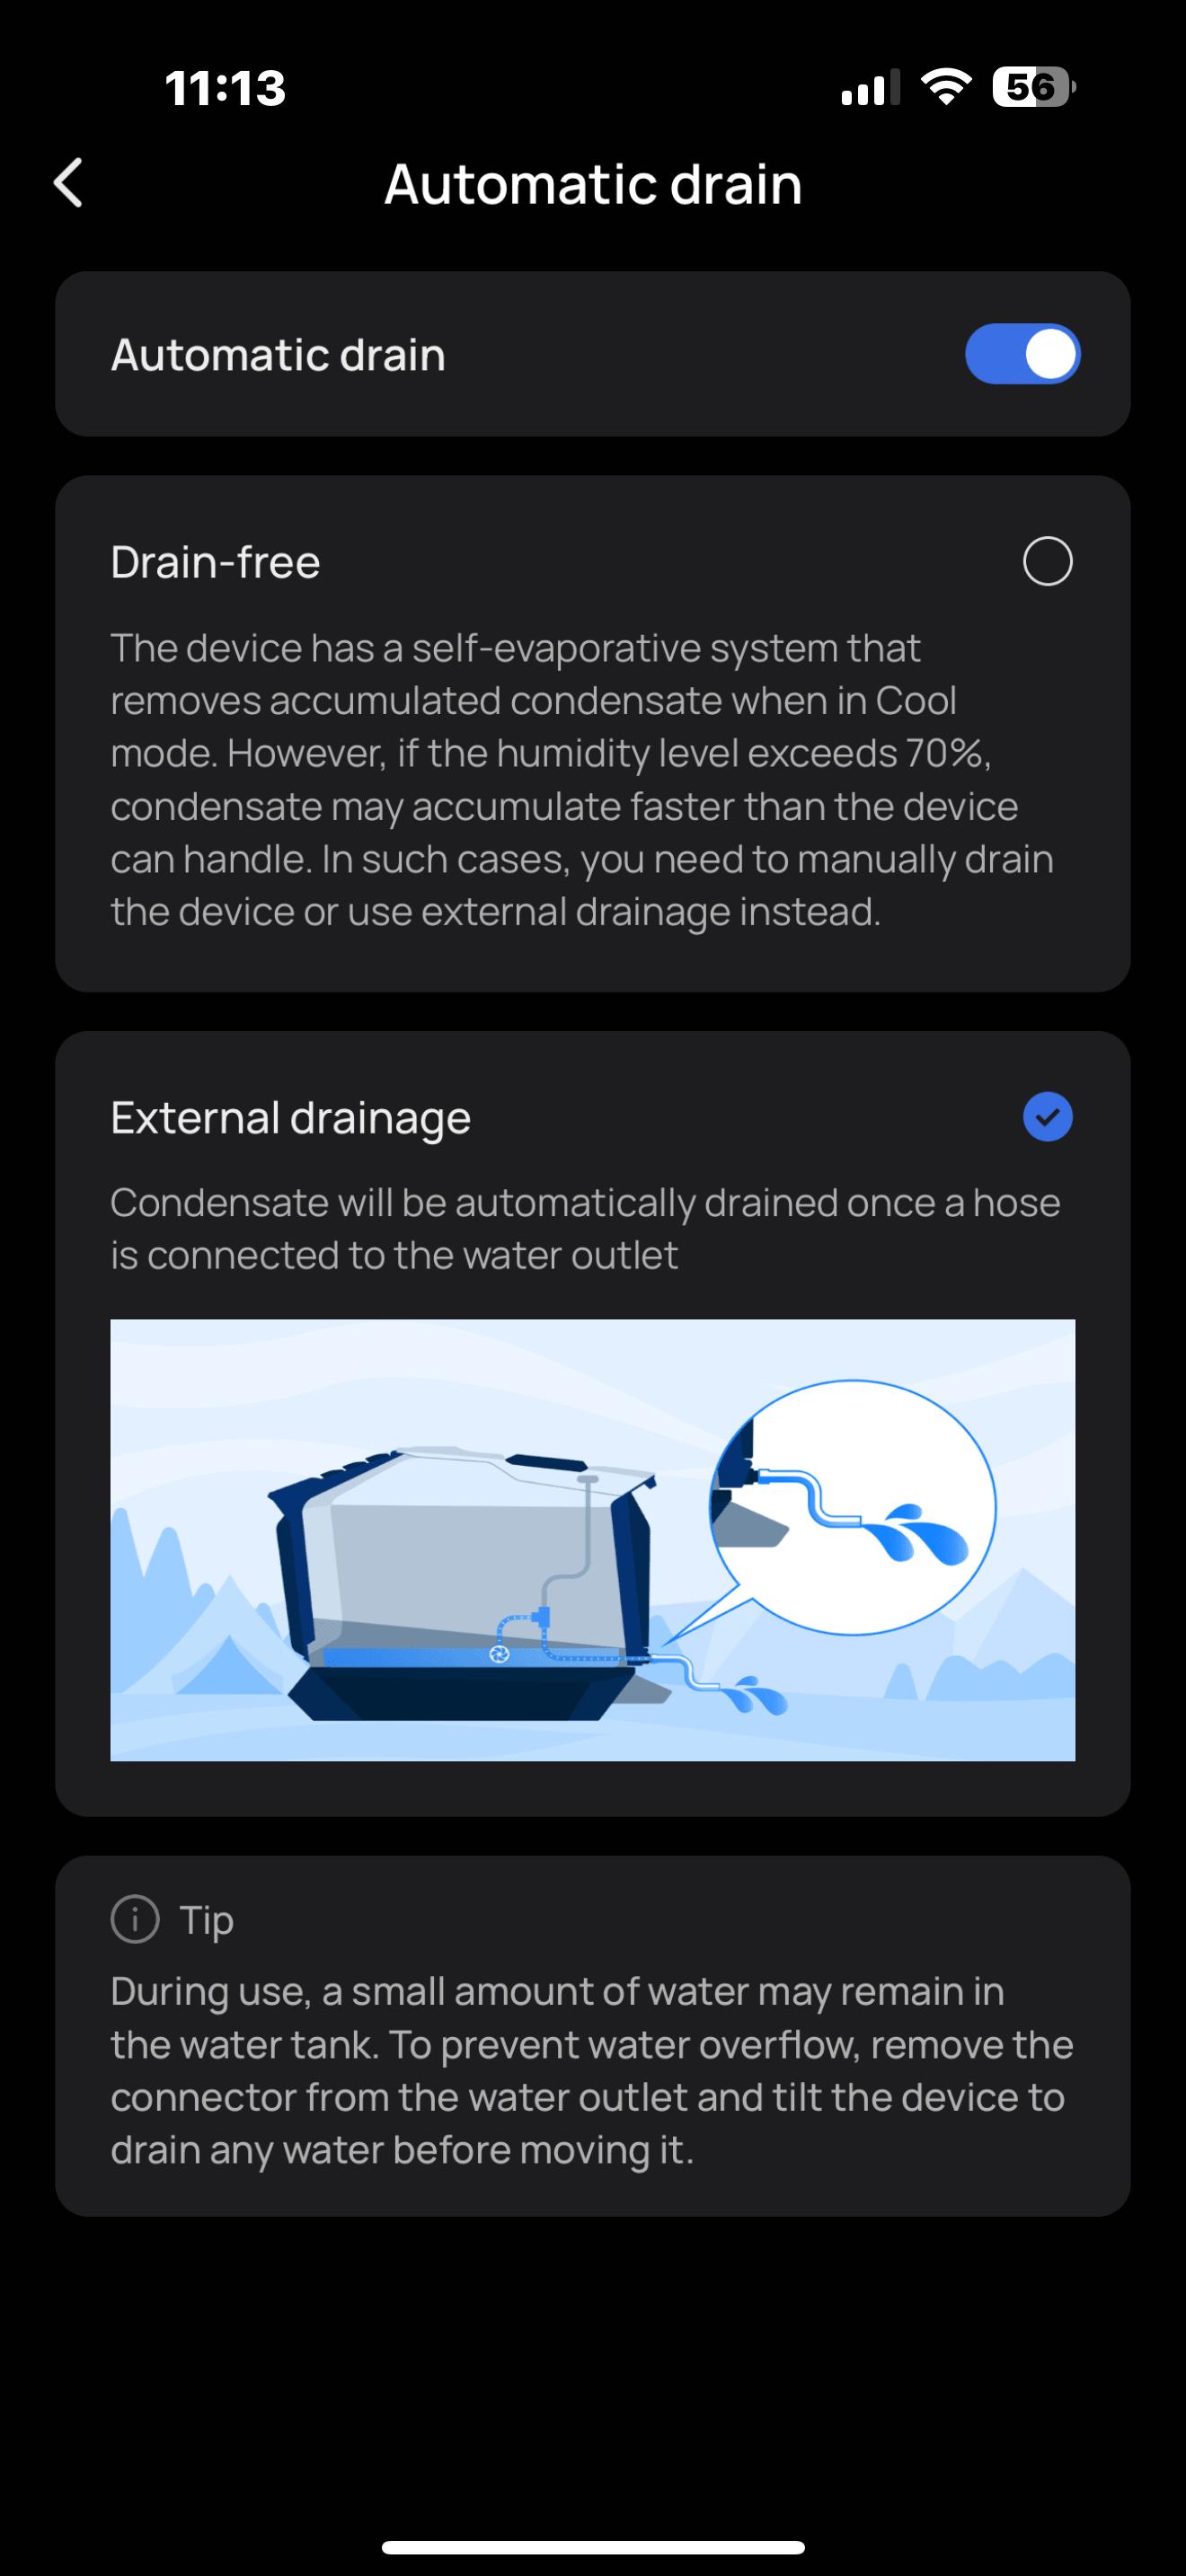 11:13
56
Automatic drain
Automatic drain
Drain-free
The device has a self-evaporative system that
removes accumulated condensate when in Cool
mode. However, if the humidity level exceeds 70%,
condensate may accumulate faster than the device
can handle. In such cases, you need to manually drain
the device or use external drainage instead.
External drainage
Condensate will be automatically drained once a hose
is connected to the water outlet
Tip
During use, a small amount of water may remain in
the water tank. To prevent water overflow, remove the
connector from the water outlet and tilt the device to
drain any water before moving it.